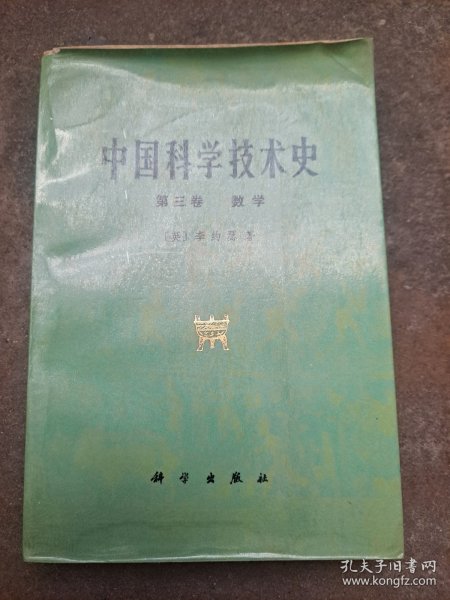 中国科学技术史
第三卷 数学
〔英〕李约瑟 著
科学出版社
孔夫子旧书网
www.kongfz.com